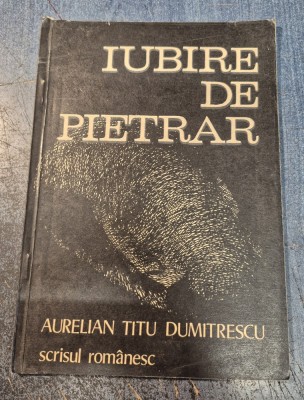 IUBIRE
DE
PIETRAR
AURELIAN TITU DUMITRESCU
scrisul românesc